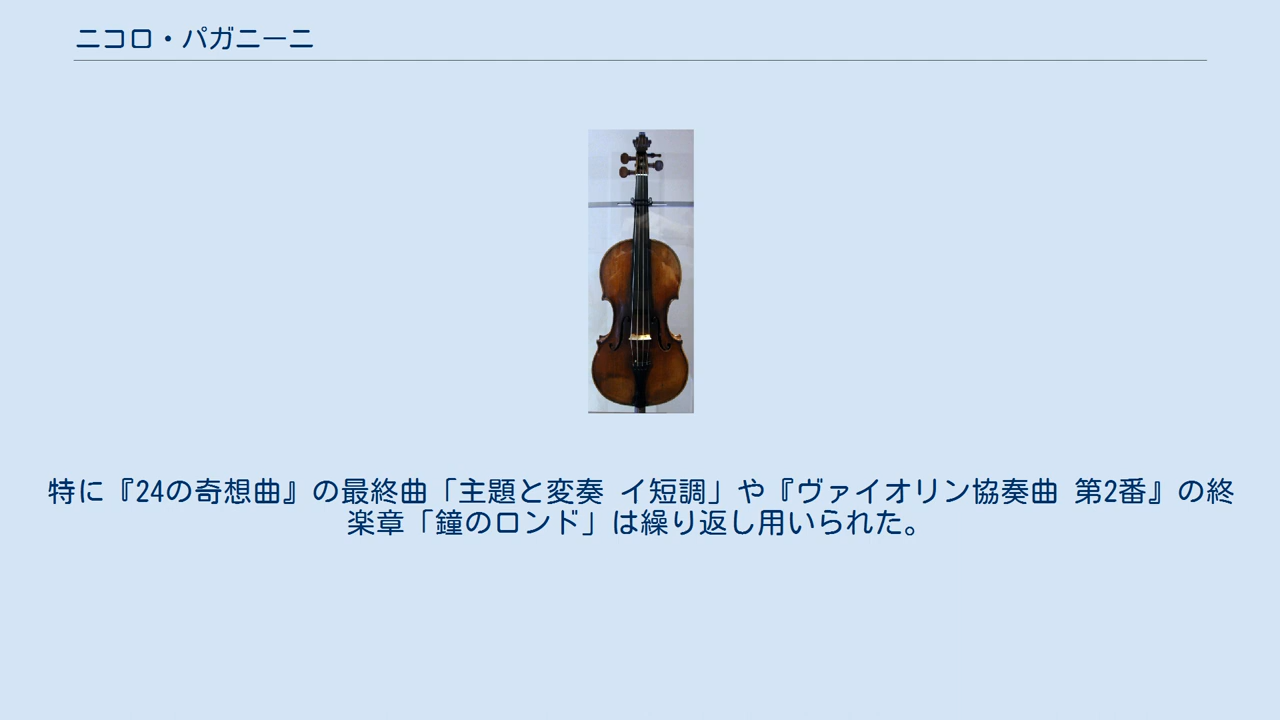 ニコロ・パガニーニ
特に『24の奇想曲』の最終曲「主題と変奏 イ短調」や『ヴァイオリン協奏曲 第2番』の終
楽章「鐘のロンド」は繰り返し用いられた。